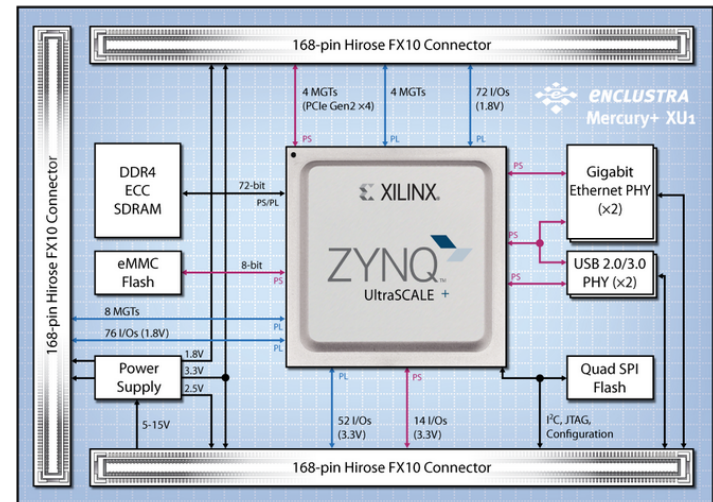 168-pin Hirose FX10 Connector
4 MGTs
(PCIe Gen2 ×4)
4 MGTs
72 I/Os
(1.8V)
ENCLUSTRA
Mercury+ XU1
PS
PL
PL
168-pin Hirose FX10 Connector
DDR4
ECC
SDRAM
72-bit
PS/PL
eMMC
Flash
8-bit
PS
8 MGTs
PL
76 I/Os (1.8V)
PL
Power
Supply
1.8V
3.3V
2.5V
5-15V
XILINX®
ZYNQ™
UltraSCALE +
PS
Gigabit
Ethernet PHY
(×2)
PS
USB 2.0/3.0
PHY (×2)
PS
Quad SPI
Flash
I²C, JTAG,
Configuration
PL
PS
52 I/Os
(3.3V)
14 I/Os
(3.3V)
168-pin Hirose FX10 Connector